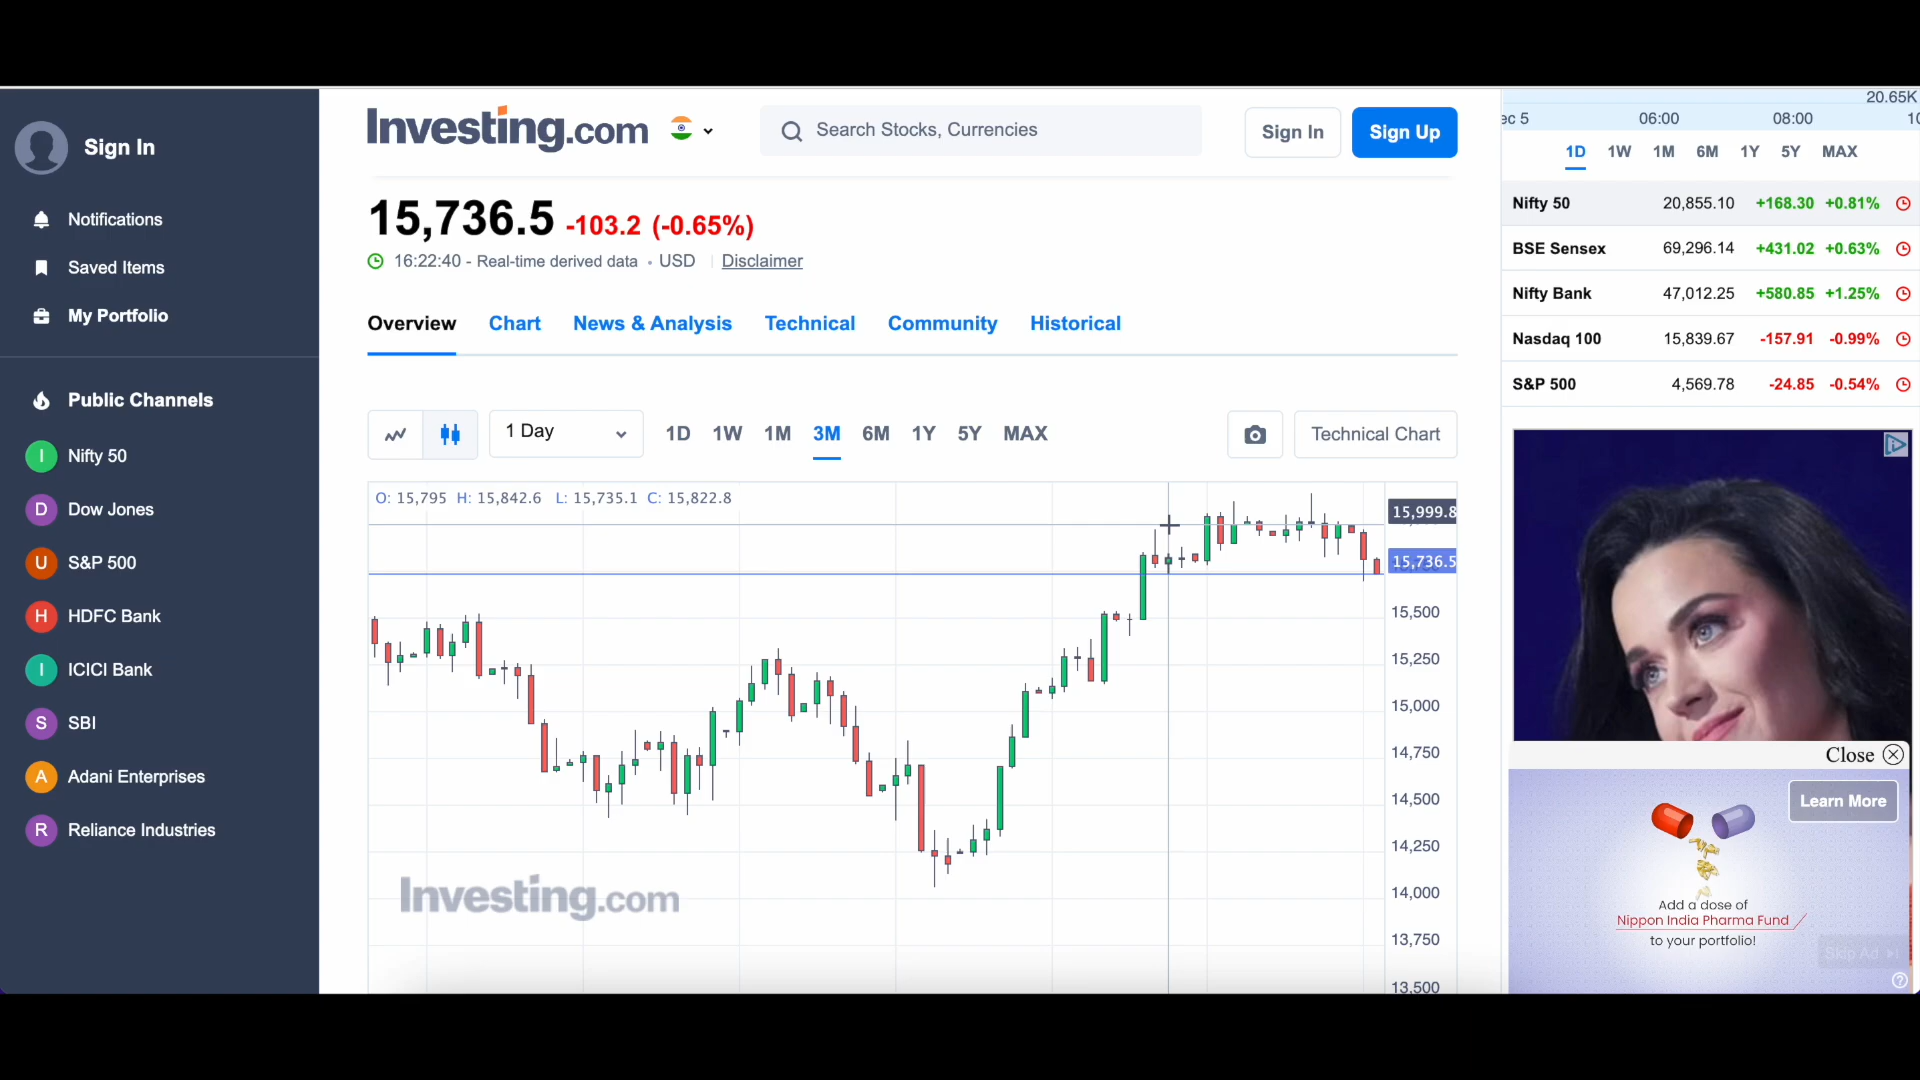 Sign In
Notifications
Saved Items
My Portfolio
Public Channels
I Nifty 50
D Dow Jones
U S&P 500
H HDFC Bank
I ICICI Bank
S SBI
A Adani Enterprises
R Reliance Industries
Investing.com
Search Stocks, Currencies
Sign In
Sign Up
15,736.5 -103.2 (-0.65%)
16:22:40 - Real-time derived data • USD | Disclaimer
Overview Chart News & Analysis Technical Community Historical
1 Day 1D 1W 1M 3M 6M 1Y 5Y MAX
Technical Chart
O: 15,795 H: 15,842.6 L: 15,735.1 C: 15,822.8
15,999.8
15,736.5
15,500
15,250
15,000
14,750
14,500
14,250
14,000
13,750
13,500
Investing.com
20.65K
ec 5 06:00 08:00 10
1D 1W 1M 6M 1Y 5Y MAX
Nifty 50 20,855.10 +168.30 +0.81%
BSE Sensex 69,296.14 +431.02 +0.63%
Nifty Bank 47,012.25 +580.85 +1.25%
Nasdaq 100 15,839.67 -157.91 -0.99%
S&P 500 4,569.78 -24.85 -0.54%
Close
Learn More
Add a dose of
Nippon India Pharma Fund
to your portfolio!
Skip Ad